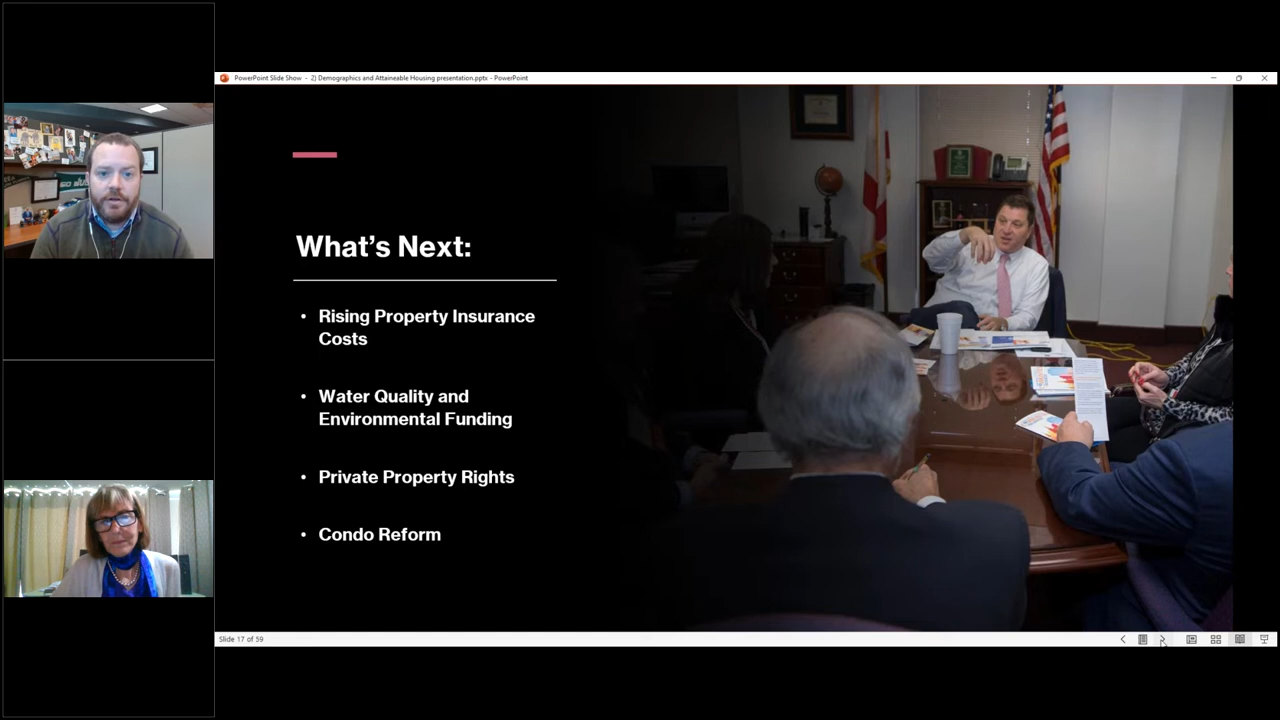 PowerPoint Slide Show - 2) Demographics and Attaineable Housing presentation.pptx - PowerPoint
What's Next:
• Rising Property Insurance
Costs
• Water Quality and
Environmental Funding
• Private Property Rights
• Condo Reform
Slide 17 of 59